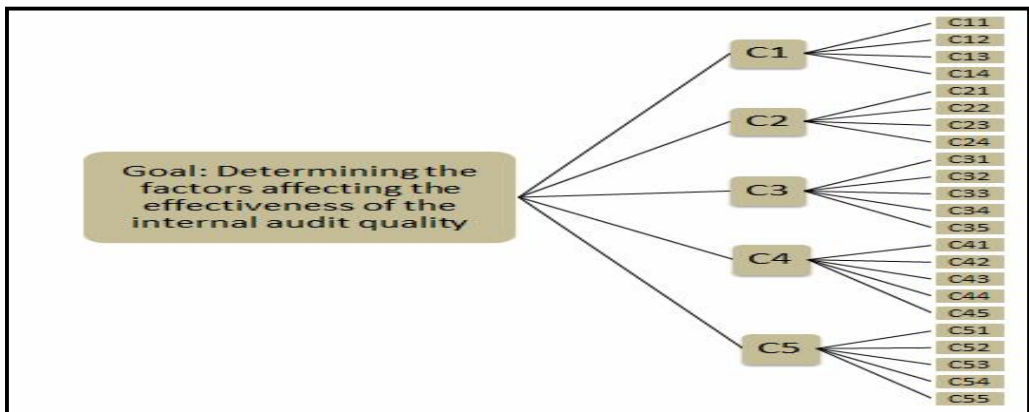 Goal: Determining the
factors affecting the
effectiveness of the
internal audit quality
C1
C2
C3
C4
C5
C11
C12
C13
C14
C21
C22
C23
C24
C31
C32
C33
C34
C35
C41
C42
C43
C44
C45
C51
C52
C53
C54
C55